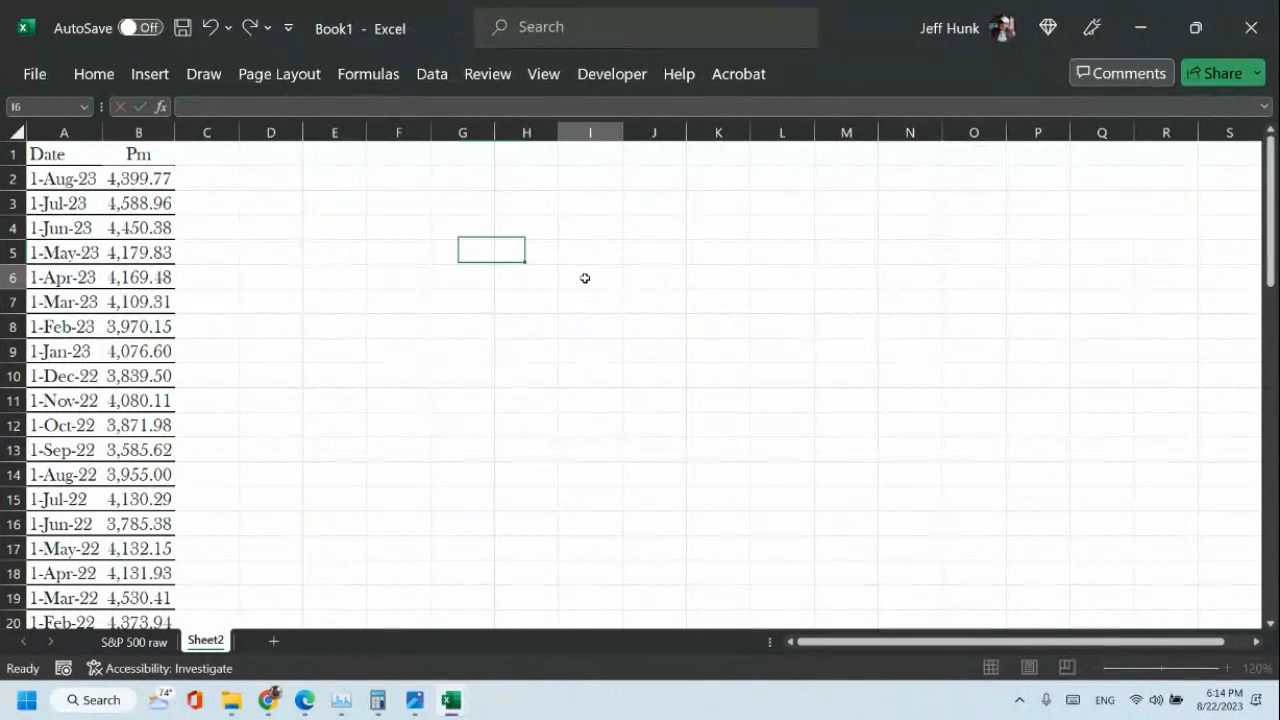 AutoSave Off Book1 - Excel Search Jeff Hunk
File Home Insert Draw Page Layout Formulas Data Review View Developer Help Acrobat Comments Share
I6 fx
A B C D E F G H I J K L M N O P Q R S
1 Date Pm
2 1-Aug-23 4,399.77
3 1-Jul-23 4,588.96
4 1-Jun-23 4,450.38
5 1-May-23 4,179.83
6 1-Apr-23 4,169.48
7 1-Mar-23 4,109.31
8 1-Feb-23 3,970.15
9 1-Jan-23 4,076.60
10 1-Dec-22 3,839.50
11 1-Nov-22 4,080.11
12 1-Oct-22 3,871.98
13 1-Sep-22 3,585.62
14 1-Aug-22 3,955.00
15 1-Jul-22 4,130.29
16 1-Jun-22 3,785.38
17 1-May-22 4,132.15
18 1-Apr-22 4,131.93
19 1-Mar-22 4,530.41
20 1-Feb-22 4,373.94
S&P 500 raw Sheet2
Ready Accessibility: Investigate 120%
Search 74° ENG 6:14 PM
8/22/2023